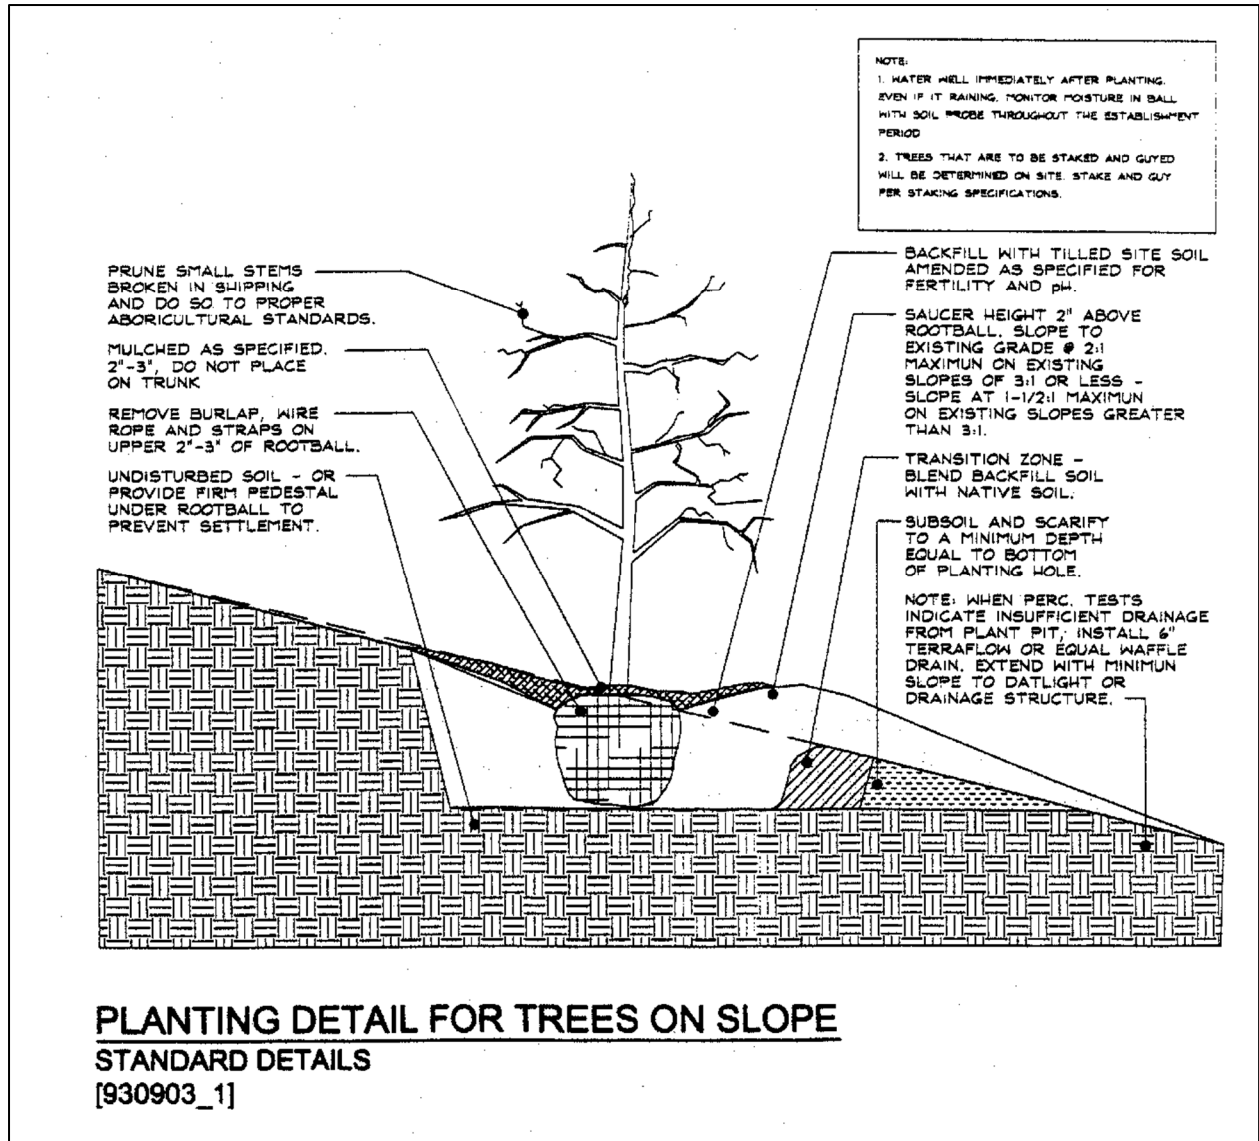 NOTE:
1. WATER WELL IMMEDIATELY AFTER PLANTING.
EVEN IF IT RAINING. MONITOR MOISTURE IN BALL
WITH SOIL PROBE THROUGHOUT THE ESTABLISHMENT
PERIOD
2. TREES THAT ARE TO BE STAKED AND GUYED
WILL BE DETERMINED ON SITE. STAKE AND GUY
PER STAKING SPECIFICATIONS.
PRUNE SMALL STEMS
BROKEN IN SHIPPING
AND DO SO TO PROPER
ABORICULTURAL STANDARDS.
MULCHED AS SPECIFIED.
2"-3", DO NOT PLACE
ON TRUNK
REMOVE BURLAP, WIRE
ROPE AND STRAPS ON
UPPER 2"-3" OF ROOTBALL.
UNDISTURBED SOIL - OR
PROVIDE FIRM PEDESTAL
UNDER ROOTBALL TO
PREVENT SETTLEMENT.
BACKFILL WITH TILLED SITE SOIL
AMENDED AS SPECIFIED FOR
FERTILITY AND pH.
SAUCER HEIGHT 2" ABOVE
ROOTBALL. SLOPE TO
EXISTING GRADE @ 2:1
MAXIMUN ON EXISTING
SLOPES OF 3:1 OR LESS -
SLOPE AT 1-1/2:1 MAXIMUN
ON EXISTING SLOPES GREATER
THAN 3:1.
TRANSITION ZONE -
BLEND BACKFILL SOIL
WITH NATIVE SOIL.
SUBSOIL AND SCARIFY
TO A MINIMUM DEPTH
EQUAL TO BOTTOM
OF PLANTING HOLE.
NOTE: WHEN PERC. TESTS
INDICATE INSUFFICIENT DRAINAGE
FROM PLANT PIT, INSTALL 6"
TERRAFLOW OR EQUAL WAFFLE
DRAIN. EXTEND WITH MINIMUN
SLOPE TO DATLIGHT OR
DRAINAGE STRUCTURE.
PLANTING DETAIL FOR TREES ON SLOPE
STANDARD DETAILS
[930903_1]